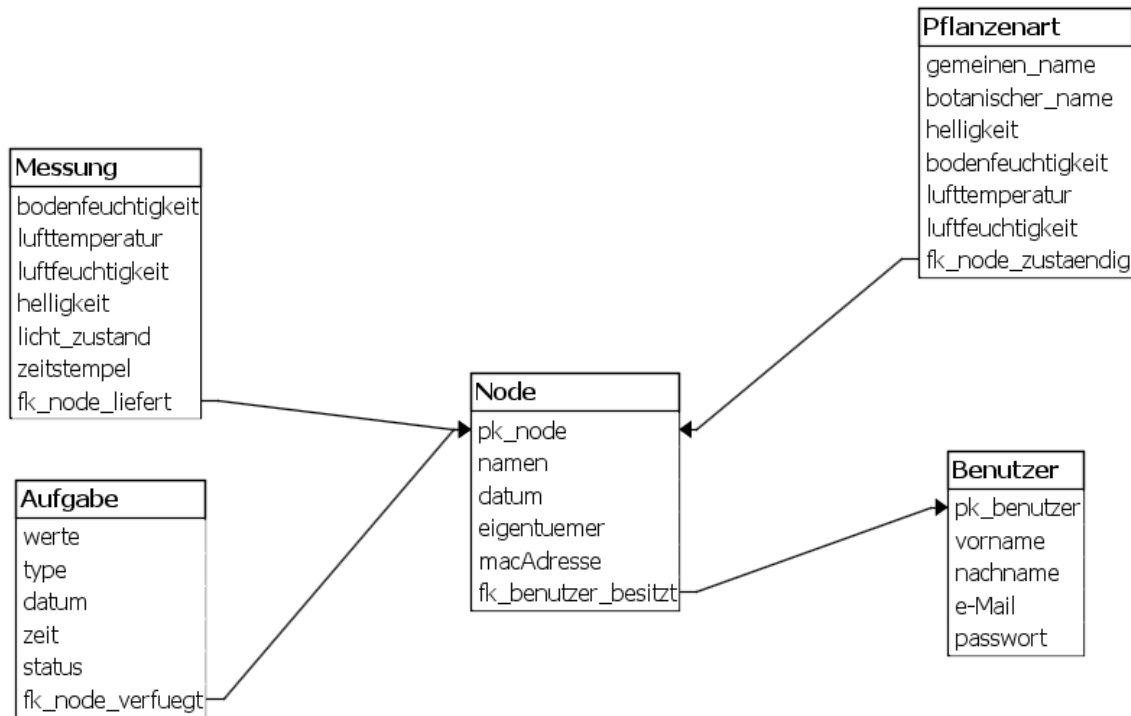 Pflanzenart
gemeinen_name
botanischer_name
helligkeit
bodenfeuchtigkeit
lufttemperatur
luftfeuchtigkeit
fk_node_zustaendig
Messung
bodenfeuchtigkeit
lufttemperatur
luftfeuchtigkeit
helligkeit
licht_zustand
zeitstempel
fk_node_liefert
Node
pk_node
namen
datum
eigentuemer
macAdresse
fk_benutzer_besitzt
Benutzer
pk_benutzer
vorname
nachname
e-Mail
passwort
Aufgabe
werte
type
datum
zeit
status
fk_node_verfuegt